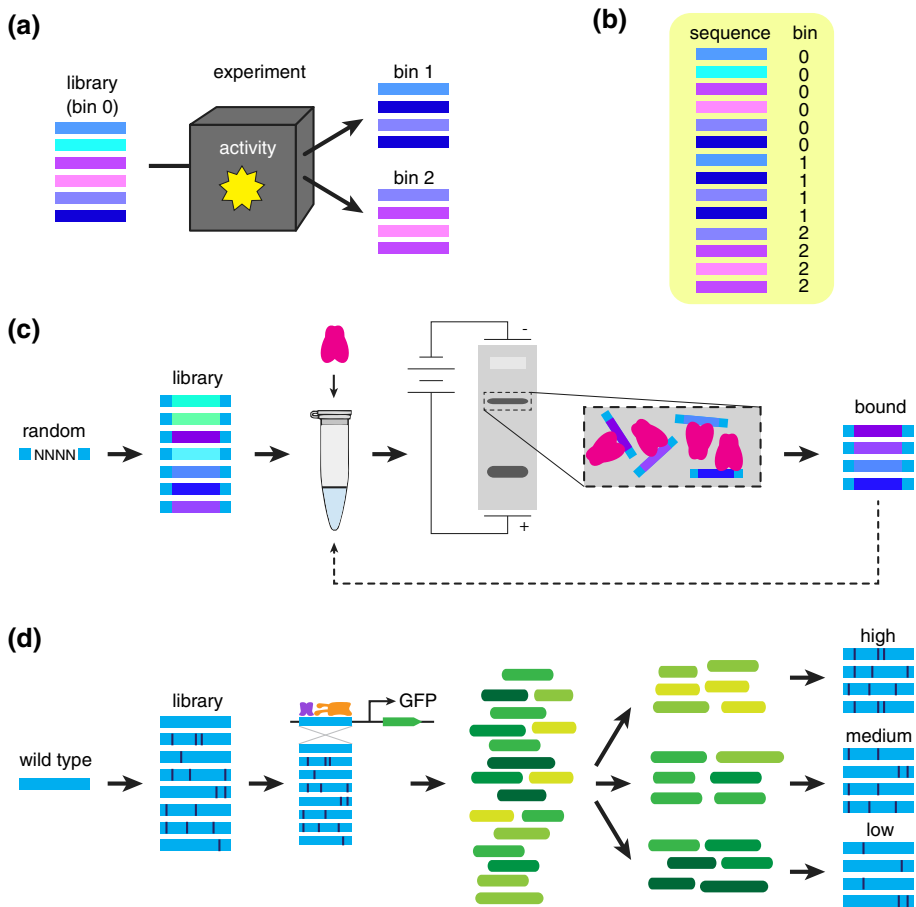 (a)
library
(bin 0)
experiment
activity
bin 1
bin 2
(b)
sequence bin
0
0
0
0
0
0
1
1
1
1
2
2
2
2
(c)
random
NNNN
library
-
+
bound
(d)
wild type
library
GFP
high
medium
low